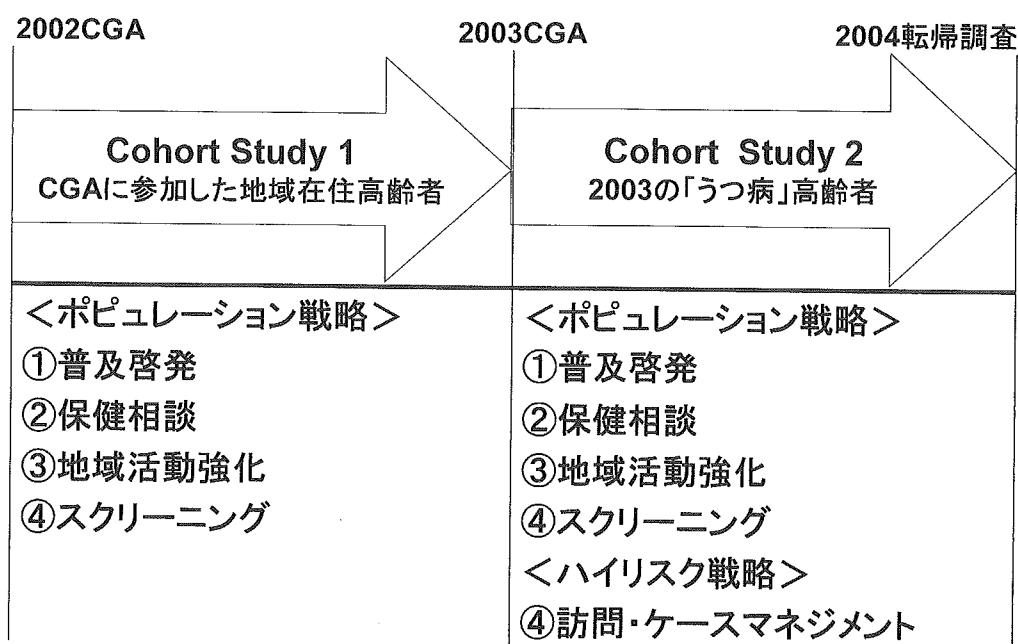 2002CGA
2003CGA
2004転帰調査
Cohort Study 1
CGAに参加した地域在住高齢者
Cohort Study 2
2003の「うつ病」高齢者
＜ポピュレーション戦略＞
①普及啓発
②保健相談
③地域活動強化
④スクリーニング
＜ポピュレーション戦略＞
①普及啓発
②保健相談
③地域活動強化
④スクリーニング
＜ハイリスク戦略＞
④訪問・ケースマネジメント